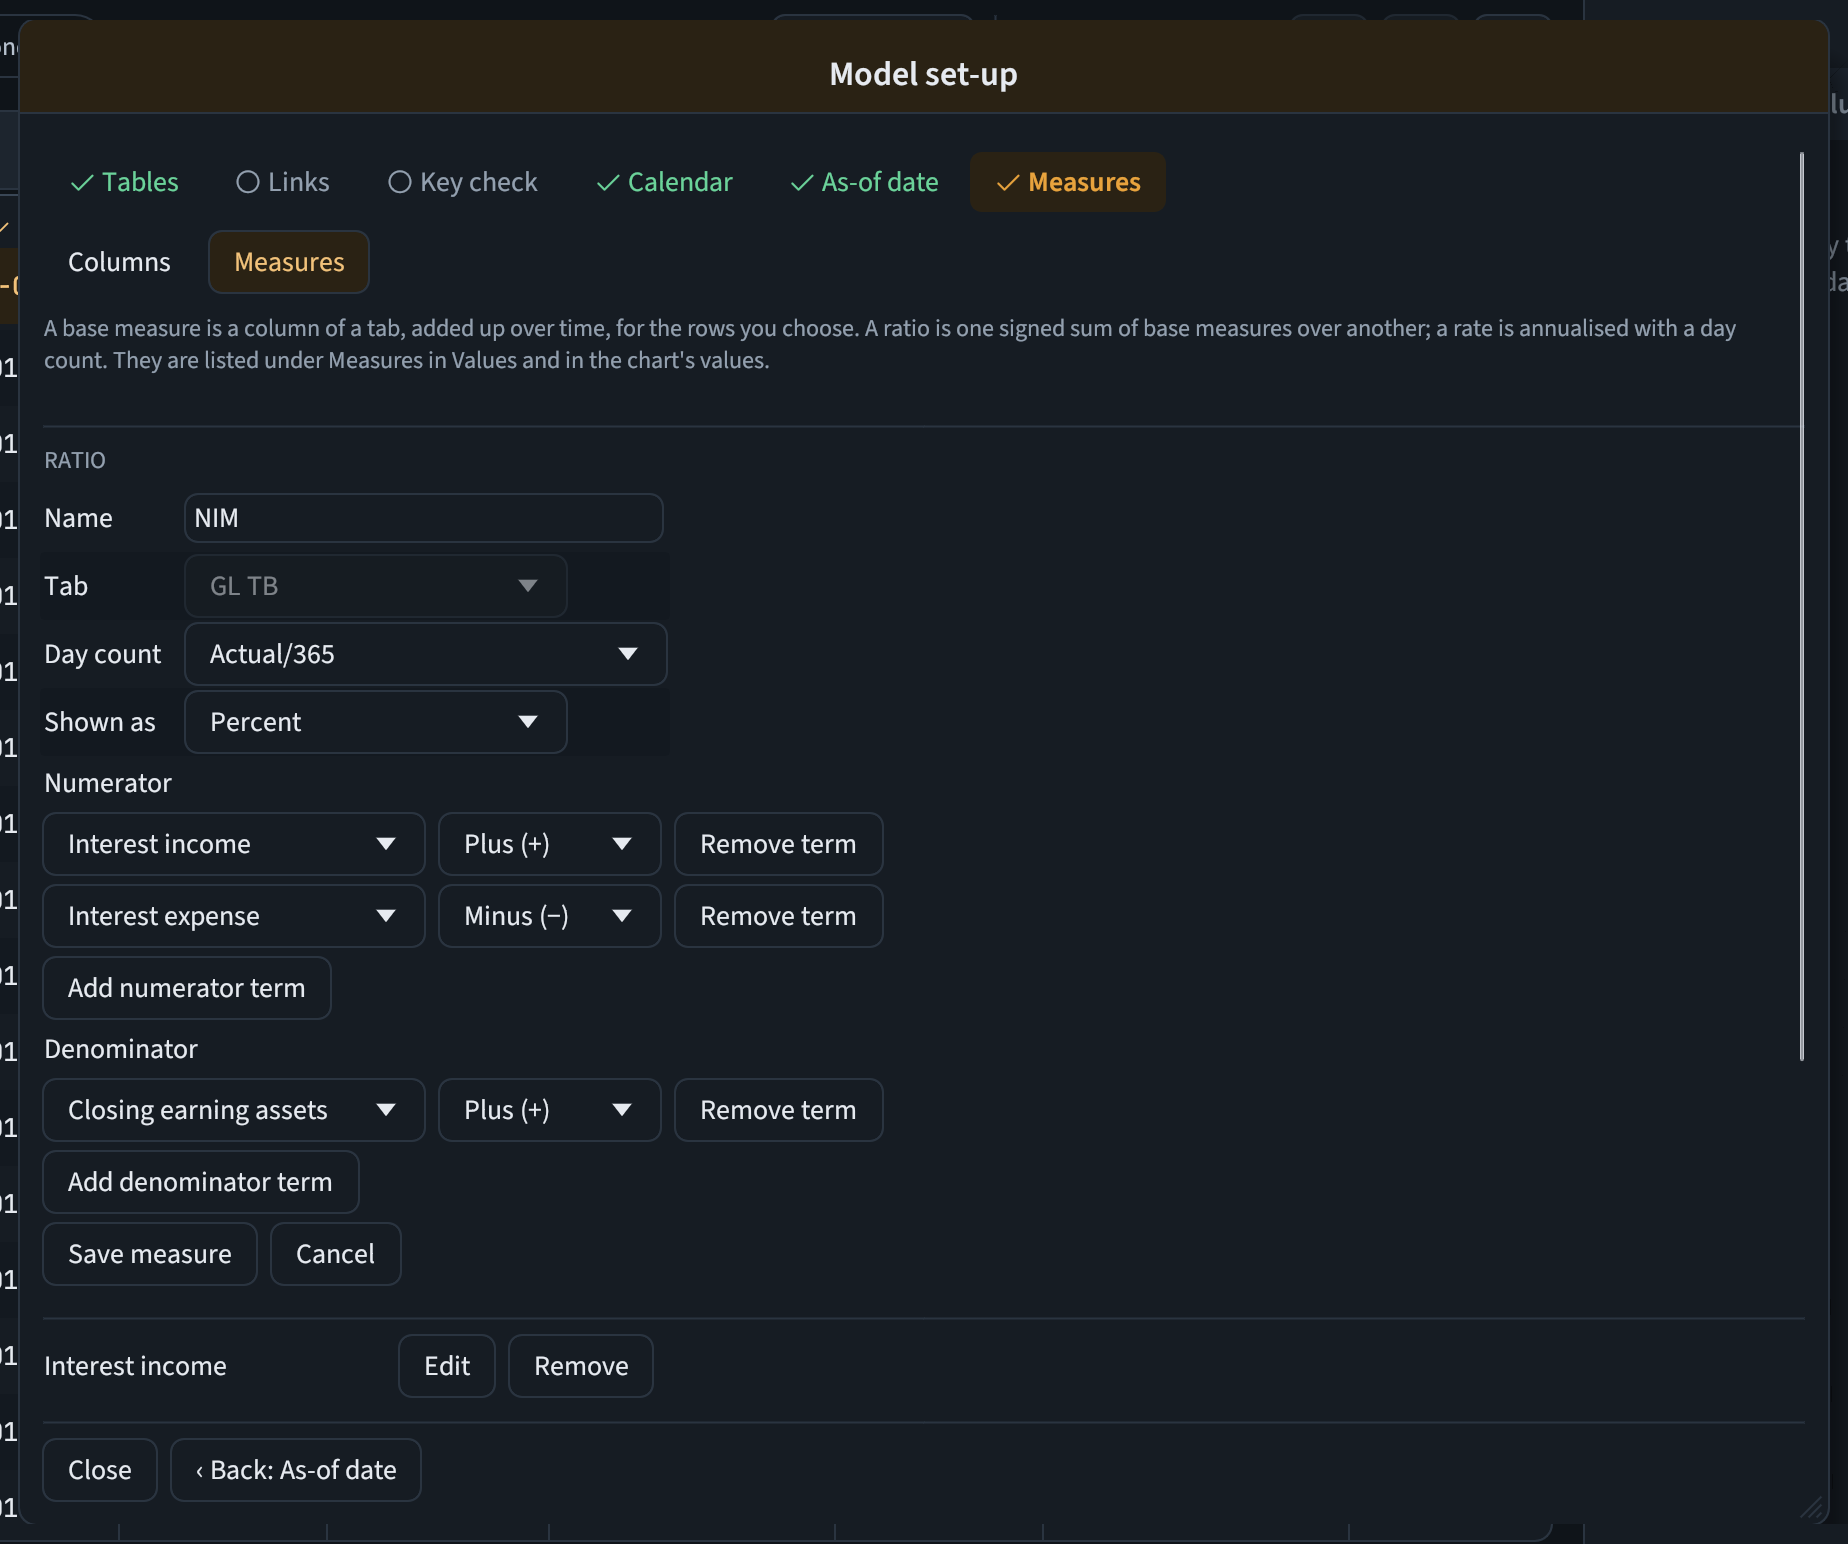 Model set-up
Tables Links Key check Calendar As-of date Measures
Columns Measures
A base measure is a column of a tab, added up over time, for the rows you choose. A ratio is one signed sum of base measures over another; a rate is annualised with a day
count. They are listed under Measures in Values and in the chart's values.
RATIO
Name NIM
Tab GL TB
Day count Actual/365
Shown as Percent
Numerator
Interest income Plus (+) Remove term
Interest expense Minus (−) Remove term
Add numerator term
Denominator
Closing earning assets Plus (+) Remove term
Add denominator term
Save measure Cancel
Interest income Edit Remove
Close ‹ Back: As-of date